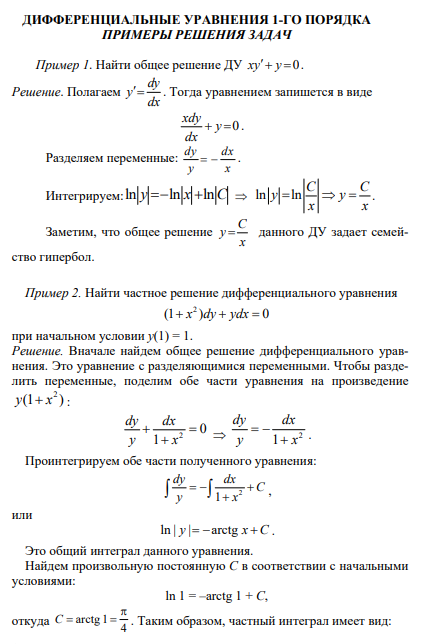 ДИФФЕРЕНЦИАЛЬНЫЕ УРАВНЕНИЯ 1-ГО ПОРЯДКА
ПРИМЕРЫ РЕШЕНИЯ ЗАДАЧ
Пример 1. Найти общее решение ДУ xy′ + y = 0.
Решение. Полагаем y′ = dy/dx. Тогда уравнением запишется в виде
xdy/dx + y = 0.
Разделяем переменные: dy/y = − dx/x.
Интегрируем: ln|y| = −ln|x| + ln|C| ⇒ ln|y| = ln|C/x| ⇒ y = C/x.
Заметим, что общее решение y = C/x данного ДУ задает семей-
ство гипербол.
Пример 2. Найти частное решение дифференциального уравнения
(1 + x²)dy + ydx = 0
при начальном условии y(1) = 1.
Решение. Вначале найдем общее решение дифференциального урав-
нения. Это уравнение с разделяющимися переменными. Чтобы разде-
лить переменные, поделим обе части уравнения на произведение
y(1 + x²) :
dy/y + dx/(1 + x²) = 0 ⇒ dy/y = − dx/(1 + x²).
Проинтегрируем обе части полученного уравнения:
∫ dy/y = −∫ dx/(1 + x²) + C ,
или
ln | y |= −arctg x + C .
Это общий интеграл данного уравнения.
Найдем произвольную постоянную C в соответствии с начальными
условиями:
ln 1 = –arctg 1 + C,
откуда C = arctg 1 = π/4 . Таким образом, частный интеграл имеет вид: